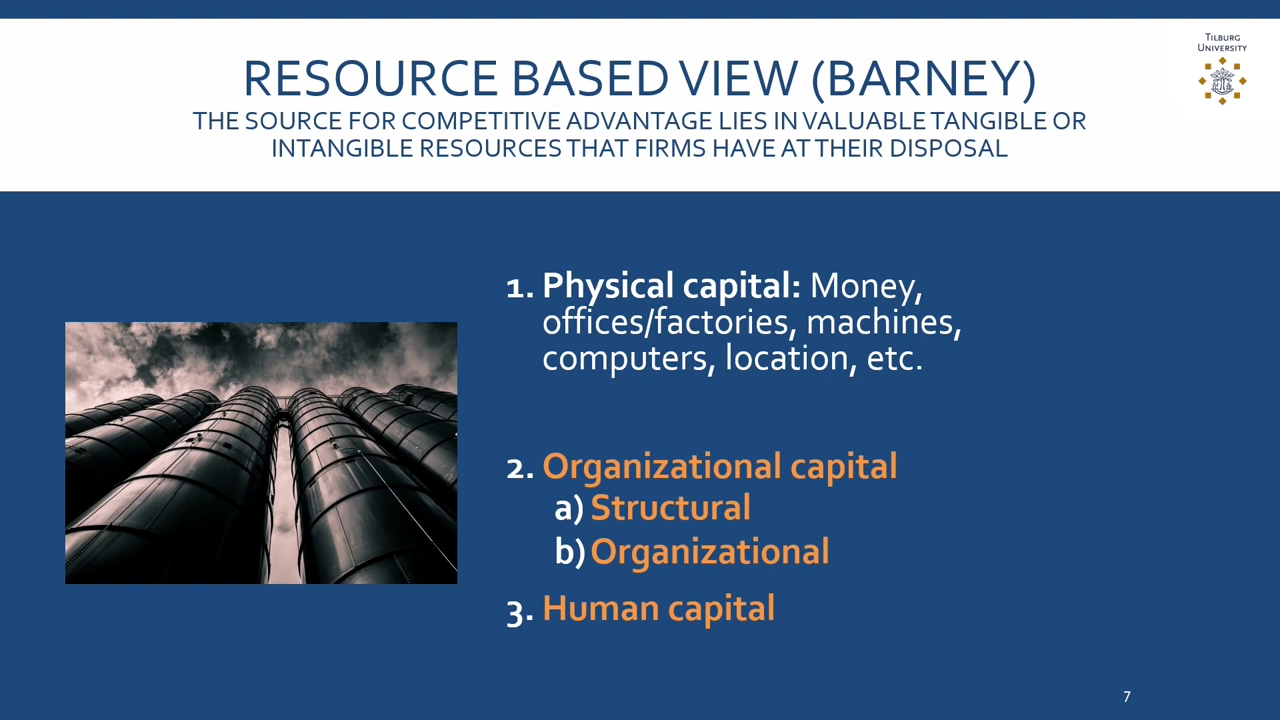 TILBURG
UNIVERSITY
RESOURCE BASED VIEW (BARNEY)
THE SOURCE FOR COMPETITIVE ADVANTAGE LIES IN VALUABLE TANGIBLE OR
INTANGIBLE RESOURCES THAT FIRMS HAVE AT THEIR DISPOSAL
1. Physical capital: Money,
offices/factories, machines,
computers, location, etc.
2. Organizational capital
a) Structural
b) Organizational
3. Human capital
7